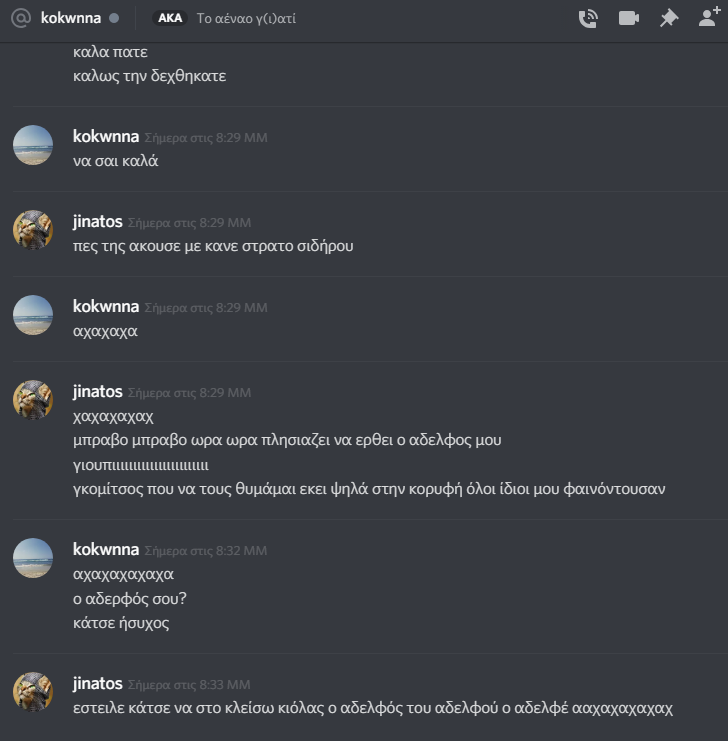 @ kokwnna AKA Το αέναο γ(ι)ατί
καλα πατε
καλως την δεχθηκατε
kokwnna Σήμερα στις 8:29 ΜΜ
να σαι καλά
jinatos Σήμερα στις 8:29 ΜΜ
πες της ακουσε με κανε στρατο σιδήρου
kokwnna Σήμερα στις 8:29 ΜΜ
αχαχαχα
jinatos Σήμερα στις 8:29 ΜΜ
χαχαχαχαχ
μπραβο μπραβο ωρα ωρα πλησιαζει να ερθει ο αδελφος μου
γιουπιιιιιιιιιιιιιιιιιιιιιιι
γκομίτσος που να τους θυμάμαι εκει ψηλά στην κορυφή όλοι ίδιοι μου φαινόντουσαν
kokwnna Σήμερα στις 8:32 ΜΜ
αχαχαχαχαχα
ο αδερφός σου?
κάτσε ήσυχος
jinatos Σήμερα στις 8:33 ΜΜ
εστειλε κάτσε να στο κλείσω κιόλας ο αδελφός του αδελφού ο αδελφέ ααχαχαχαχαχ